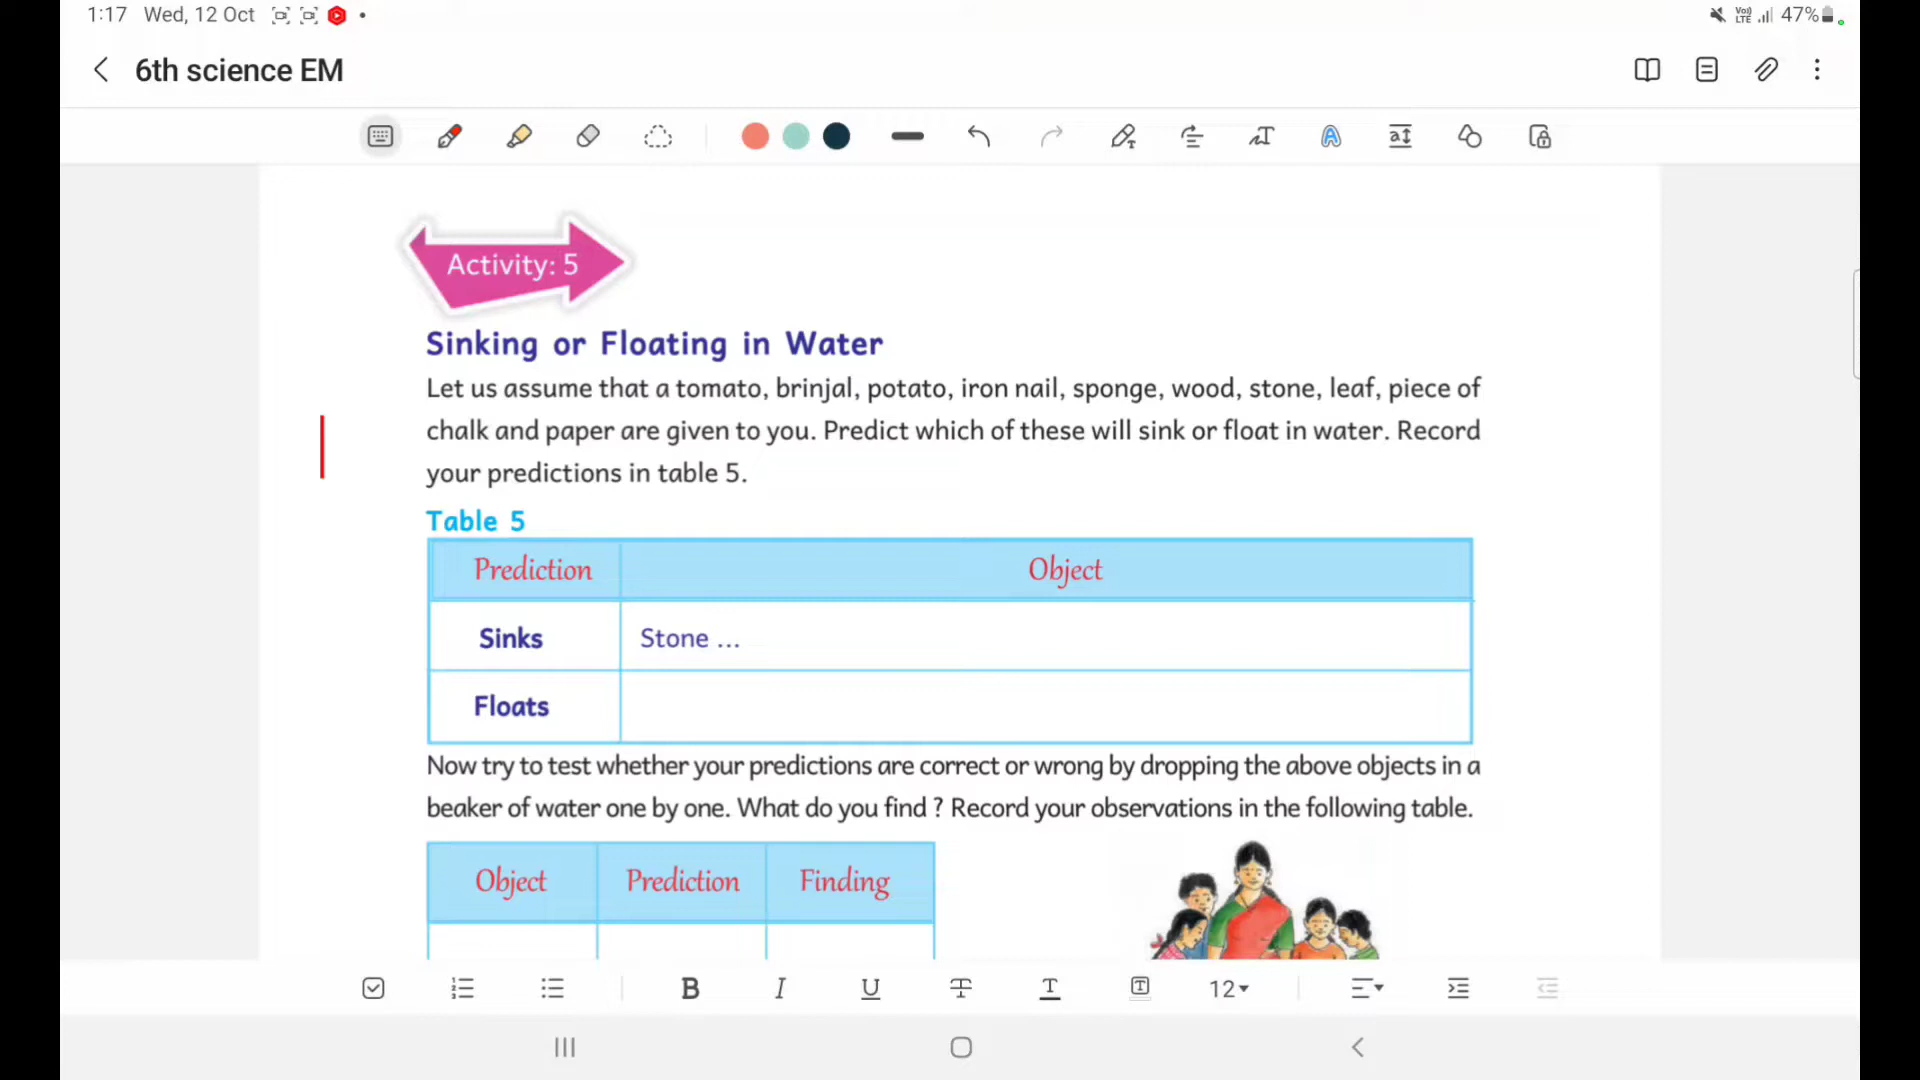 1:17 Wed, 12 Oct
Vo) LTE 47%
6th science EM
Activity: 5
Sinking or Floating in Water
Let us assume that a tomato, brinjal, potato, iron nail, sponge, wood, stone, leaf, piece of
chalk and paper are given to you. Predict which of these will sink or float in water. Record
your predictions in table 5.
Table 5
Prediction Object
Sinks Stone ...
Floats
Now try to test whether your predictions are correct or wrong by dropping the above objects in a
beaker of water one by one. What do you find ? Record your observations in the following table.
Object Prediction Finding
B I U T T T 12